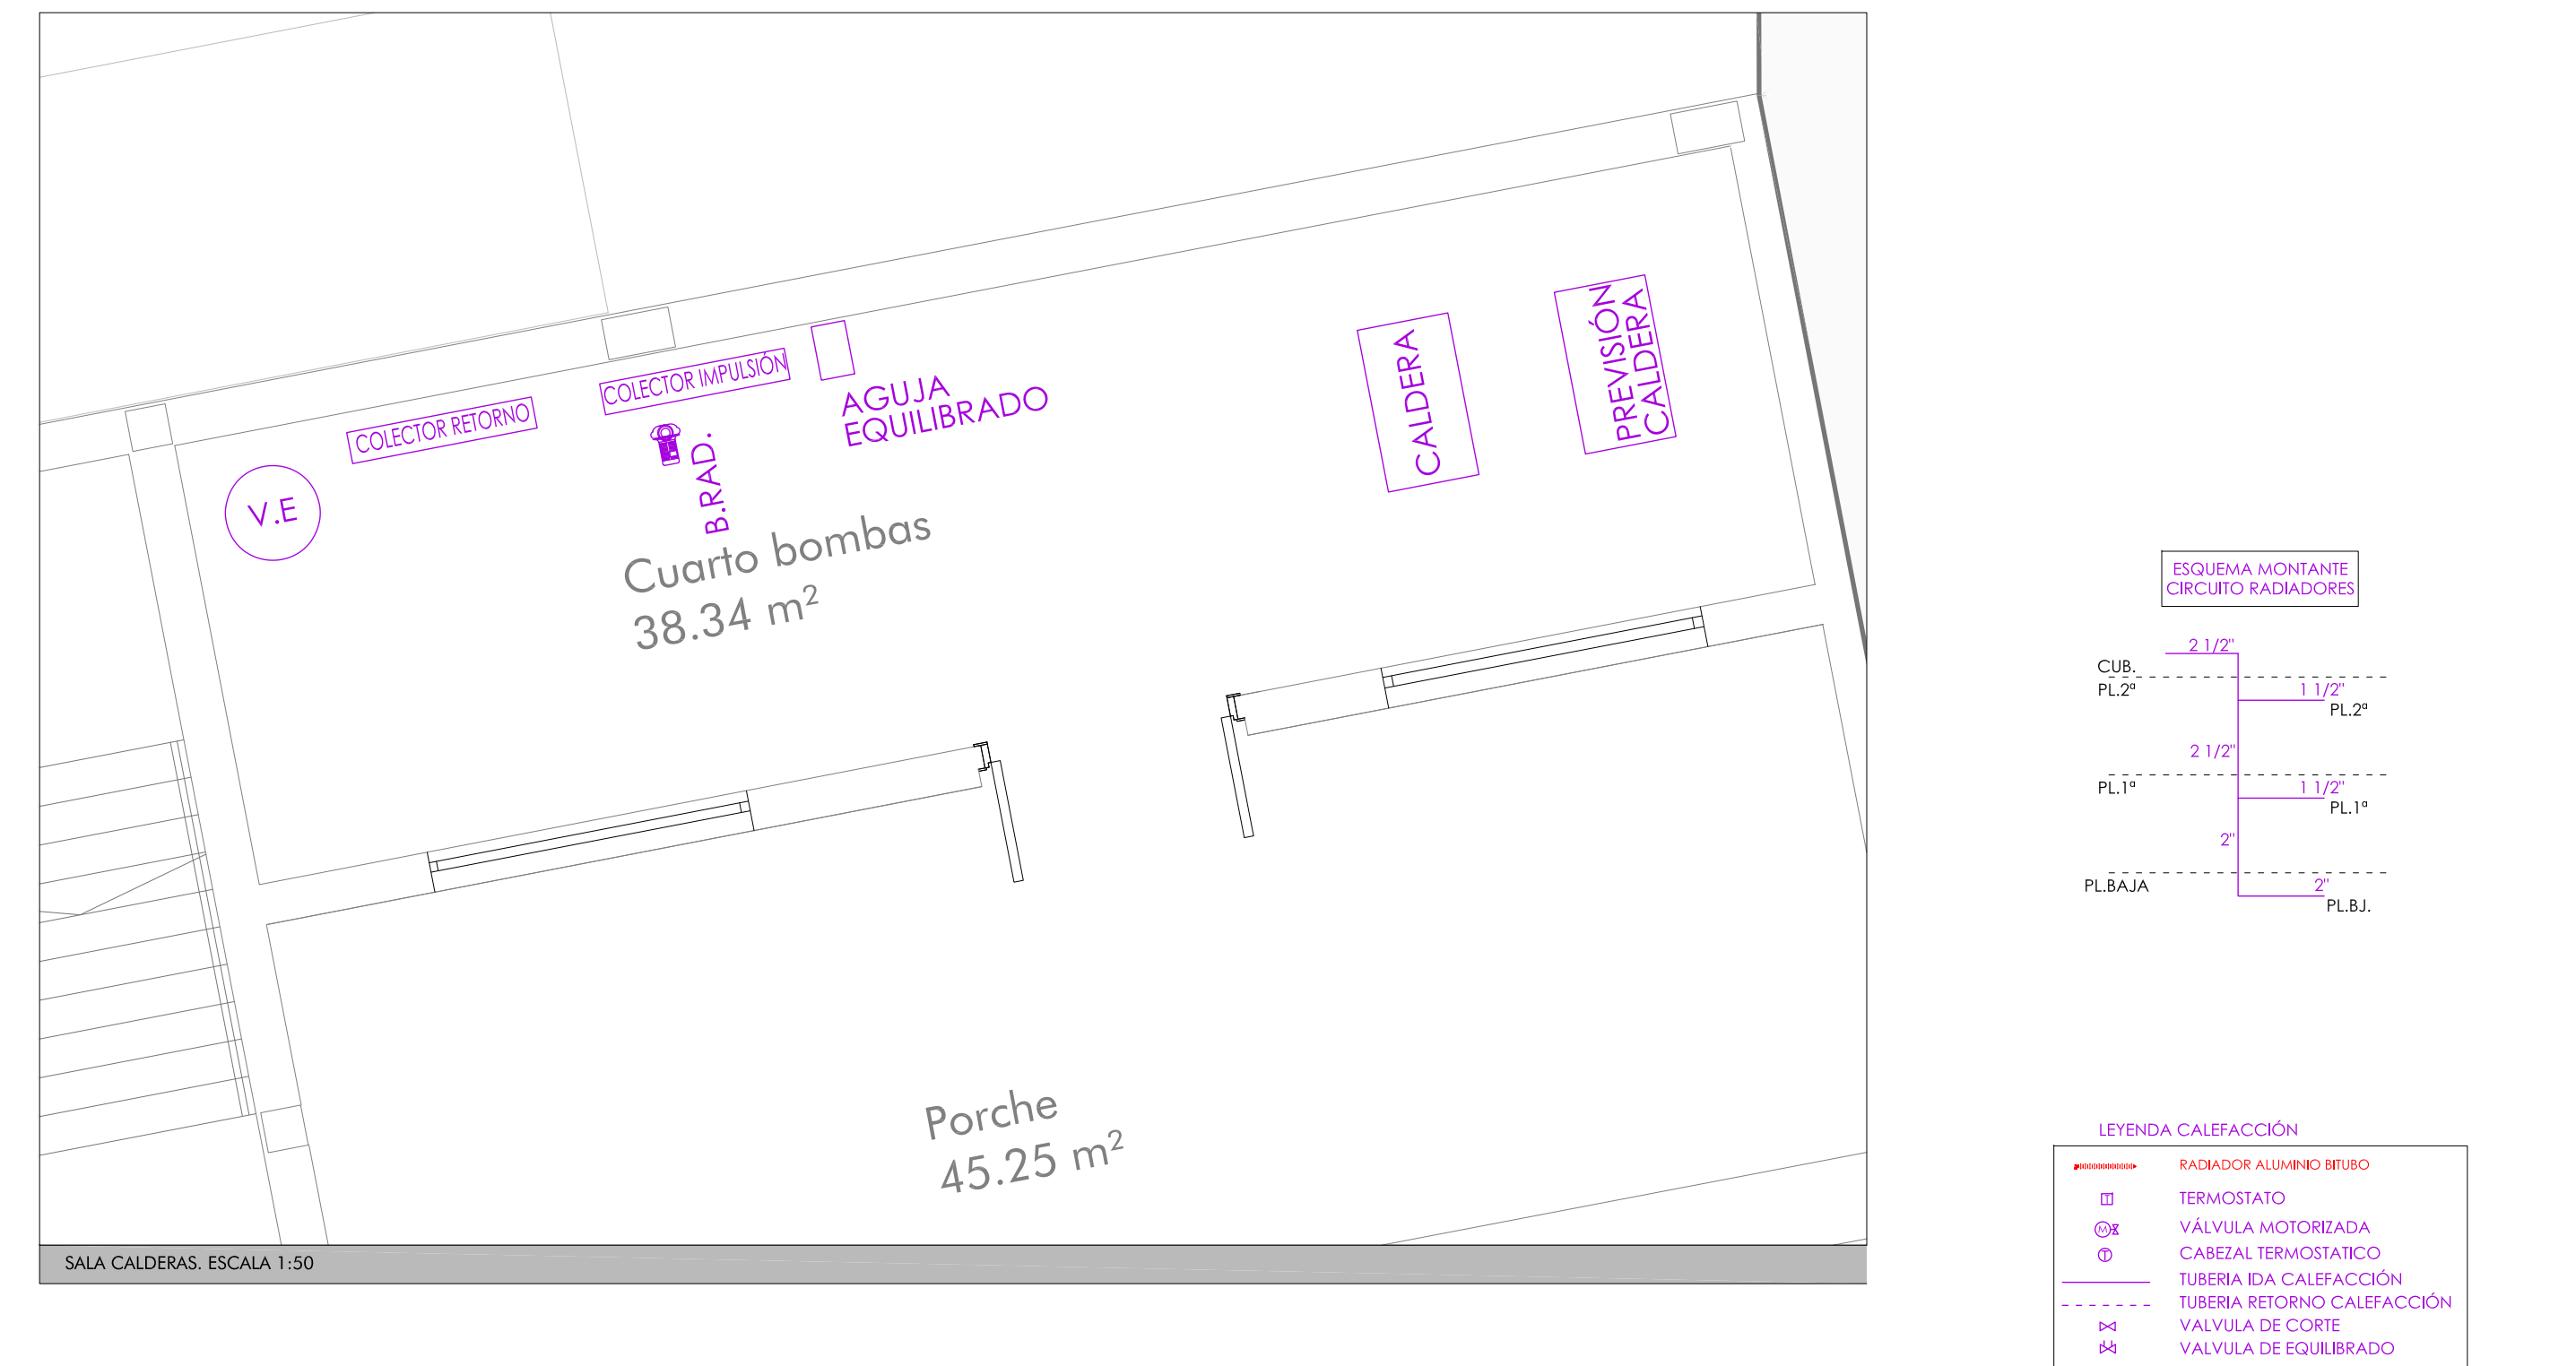 COLECTOR RETORNO
COLECTOR IMPULSIÓN
AGUJA
EQUILIBRADO
CALDERA
PREVISIÓN
CALDERA
V.E
B.RAD.
Cuarto bombas
38.34 m²
Porche
45.25 m²
SALA CALDERAS. ESCALA 1:50
ESQUEMA MONTANTE
CIRCUITO RADIADORES
2 1/2"
CUB.
PL.2ª
1 1/2"
PL.2ª
2 1/2"
PL.1ª
1 1/2"
PL.1ª
2"
PL.BAJA
2"
PL.BJ.
LEYENDA CALEFACCIÓN
RADIADOR ALUMINIO BITUBO
T TERMOSTATO
M VÁLVULA MOTORIZADA
T CABEZAL TERMOSTATICO
TUBERIA IDA CALEFACCIÓN
TUBERIA RETORNO CALEFACCIÓN
VALVULA DE CORTE
VALVULA DE EQUILIBRADO